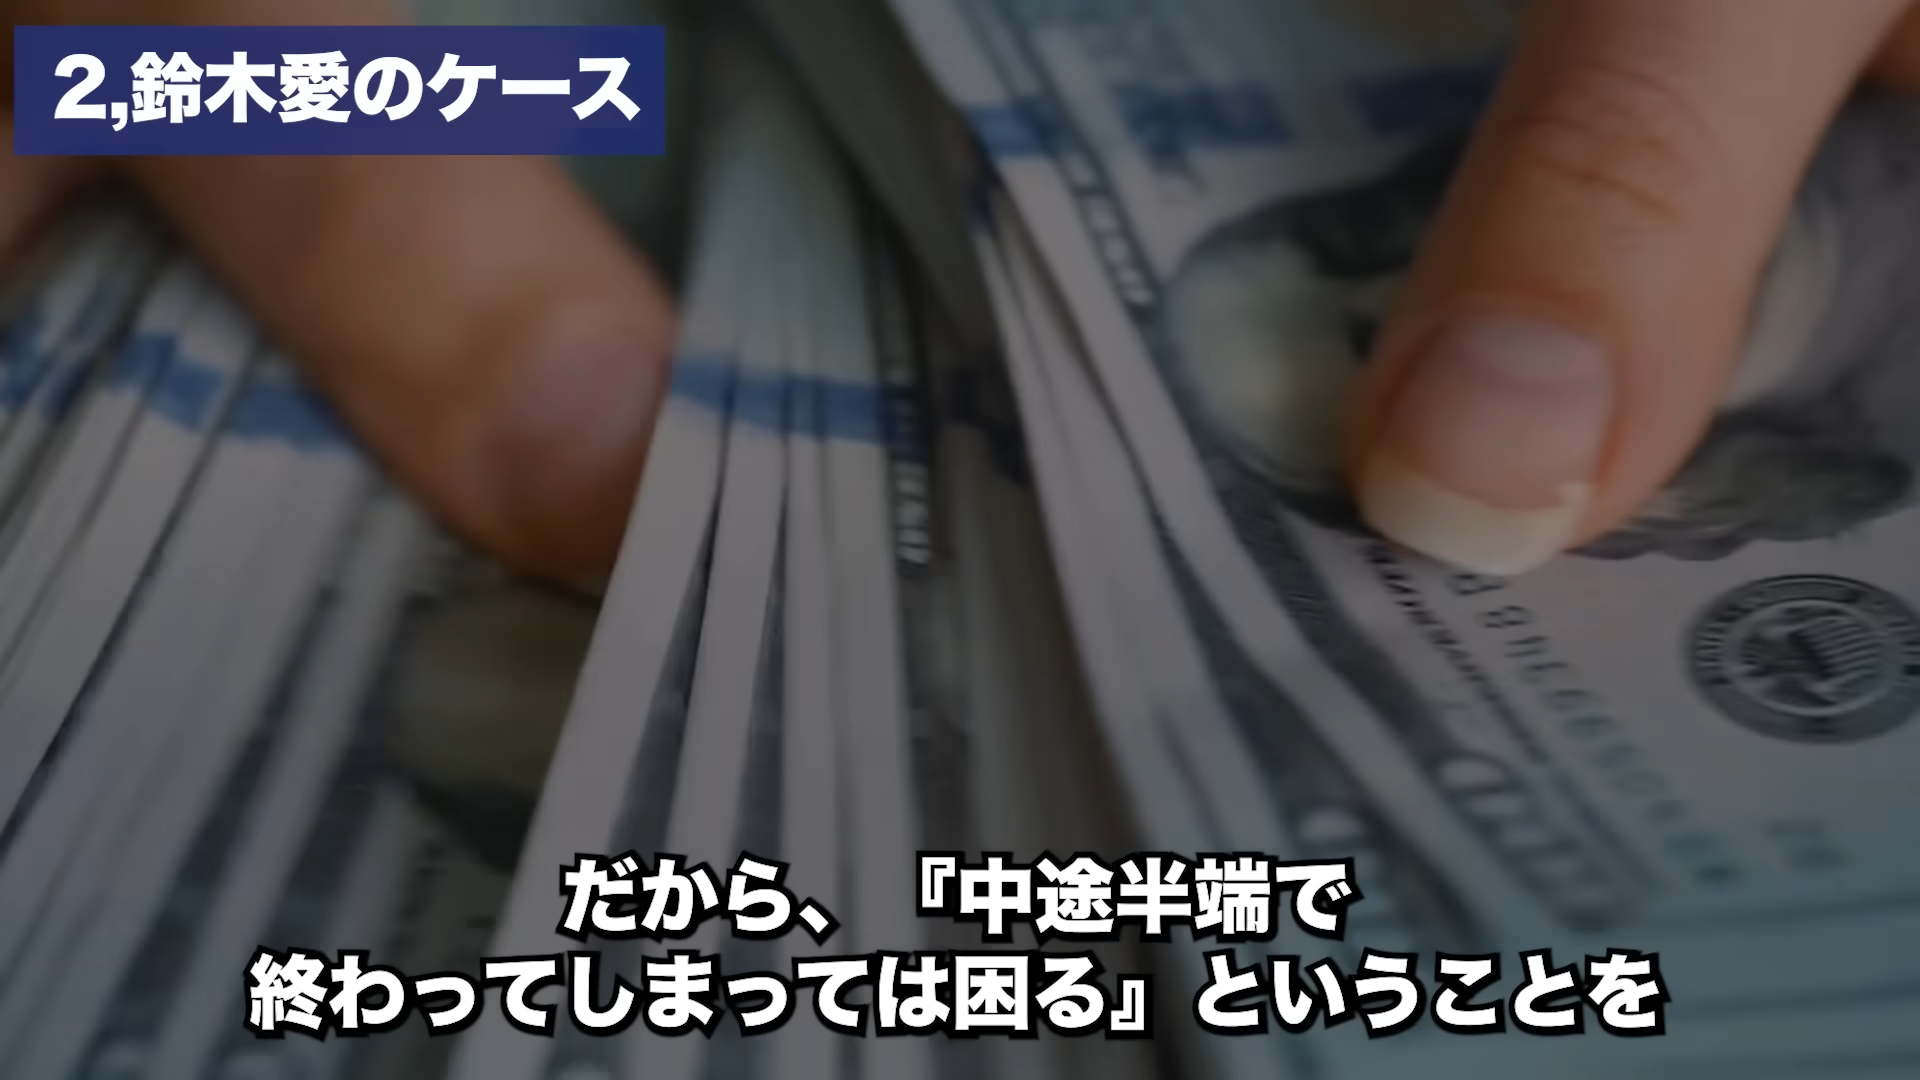 2,鈴木愛のケース
だから、『中途半端で
終わってしまっては困る』ということを